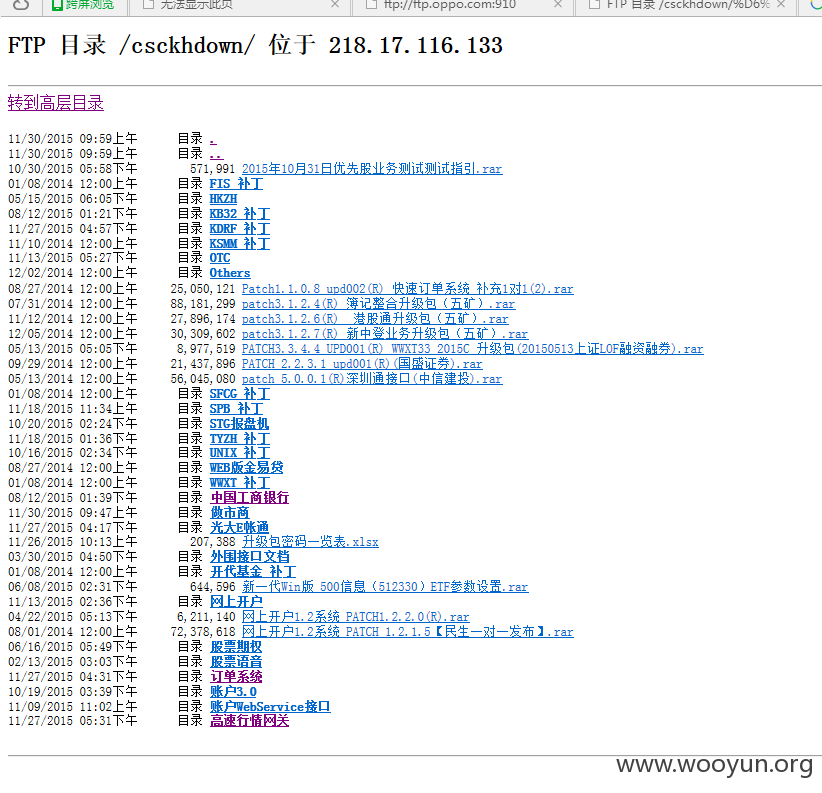 跨屏浏览 无法显示此页 × ftp://ftp.oppo.com:910 × FTP 目录 /csckhdown/%D6% ×
FTP 目录 /csckhdown/ 位于 218.17.116.133
转到高层目录
11/30/2015 09:59上午 目录 .
11/30/2015 09:59上午 目录 ..
10/30/2015 05:58下午 571,991 2015年10月31日优先股业务测试测试指引.rar
01/08/2014 12:00上午 目录 FIS 补丁
05/15/2015 06:05下午 目录 HKZH
08/12/2015 01:21下午 目录 KB32 补丁
11/27/2015 04:57下午 目录 KDRF 补丁
11/10/2014 12:00上午 目录 KSMM 补丁
11/13/2015 05:27下午 目录 OTC
12/02/2014 12:00上午 目录 Others
08/27/2014 12:00上午 25,050,121 Patch1.1.0.8_upd002(R)_快速订单系统_补充1对1(2).rar
07/31/2014 12:00上午 88,181,299 patch3.1.2.4(R) 簿记整合升级包（五矿）.rar
11/12/2014 12:00上午 27,896,174 patch3.1.2.6(R)  港股通升级包（五矿）.rar
12/05/2014 12:00上午 30,309,602 patch3.1.2.7(R) 新中登业务升级包（五矿）.rar
05/13/2015 05:05下午 8,977,519 PATCH3.3.4.4_UPD001(R)_WWXT33_2015C_升级包(20150513上证LOF融资融券).rar
09/29/2014 12:00上午 21,437,896 PATCH_2.2.3.1_upd001(R)(国盛证券).rar
05/13/2014 12:00上午 56,045,080 patch_5.0.0.1(R)深圳通接口(中信建投).rar
01/08/2014 12:00上午 目录 SFCG 补丁
11/18/2015 11:34上午 目录 SPB 补丁
10/20/2015 02:24下午 目录 STG报盘机
11/18/2015 01:36下午 目录 TYZH 补丁
10/16/2015 02:34下午 目录 UNIX 补丁
08/27/2014 12:00上午 目录 WEB版金易贷
01/08/2014 12:00上午 目录 WWXT 补丁
08/12/2015 01:39下午 目录 中国工商银行
11/30/2015 09:47上午 目录 做市商
11/27/2015 04:17下午 目录 光大E帐通
11/26/2015 10:13上午 207,388 升级包密码一览表.xlsx
03/30/2015 04:50下午 目录 外围接口文档
01/08/2014 12:00上午 目录 开代基金 补丁
06/08/2015 02:31下午 644,596 新一代Win版 500信息（512330）ETF参数设置.rar
11/13/2015 02:36下午 目录 网上开户
04/22/2015 05:13下午 6,211,140 网上开户1.2系统 PATCH1.2.2.0(R).rar
08/01/2014 12:00上午 72,378,618 网上开户1.2系统_PATCH_1.2.1.5【民生一对一发布】.rar
06/16/2015 05:49下午 目录 股票期权
02/13/2015 03:03下午 目录 股票语音
11/27/2015 04:31下午 目录 订单系统
10/19/2015 03:39下午 目录 账户3.0
11/09/2015 11:02上午 目录 账户WebService接口
11/27/2015 05:31下午 目录 高速行情网关
www.wooyun.org